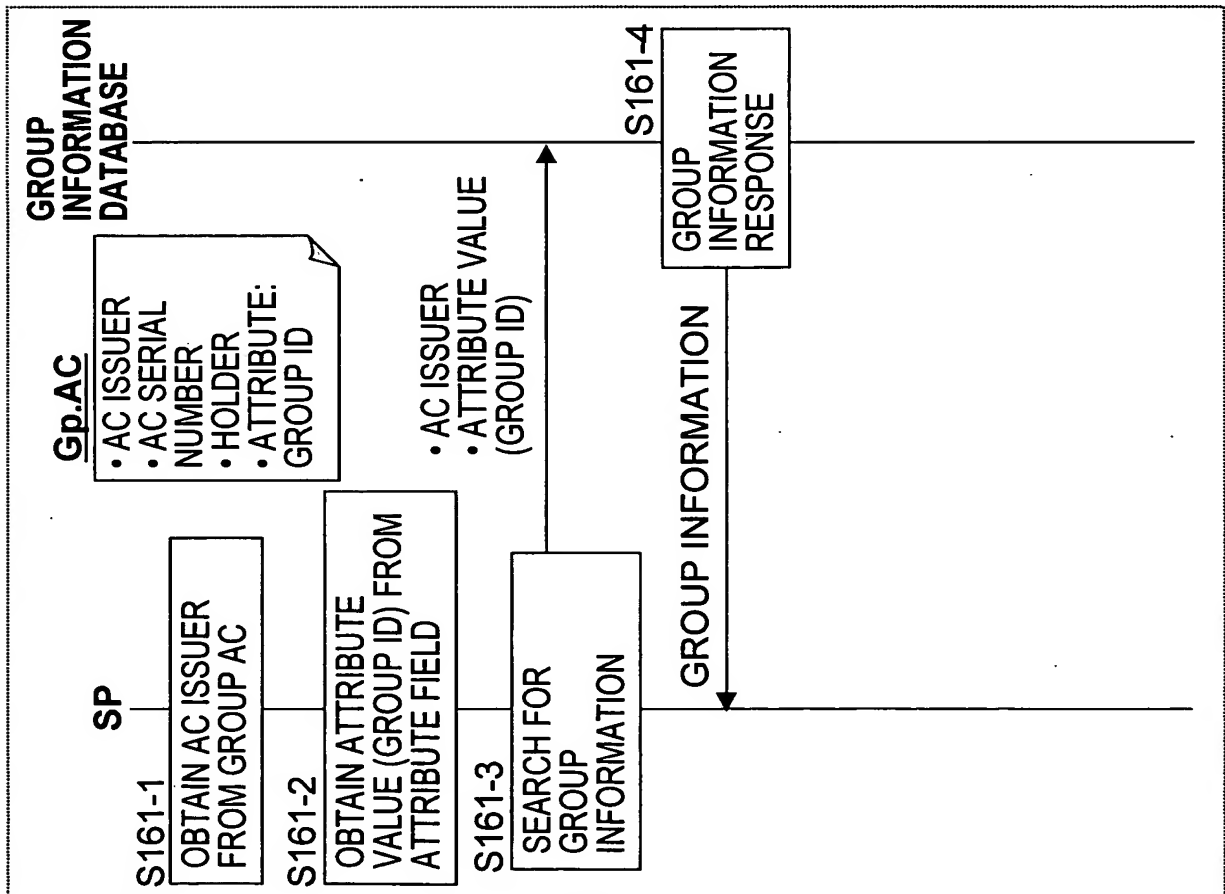 SP
Gp.AC
GROUP
INFORMATION
DATABASE
• AC ISSUER
• AC SERIAL
NUMBER
• HOLDER
• ATTRIBUTE:
GROUP ID
S161-1
OBTAIN AC ISSUER
FROM GROUP AC
S161-2
OBTAIN ATTRIBUTE
VALUE (GROUP ID) FROM
ATTRIBUTE FIELD
S161-3
SEARCH FOR
GROUP
INFORMATION
• AC ISSUER
• ATTRIBUTE VALUE
(GROUP ID)
S161-4
GROUP
INFORMATION
RESPONSE
GROUP INFORMATION